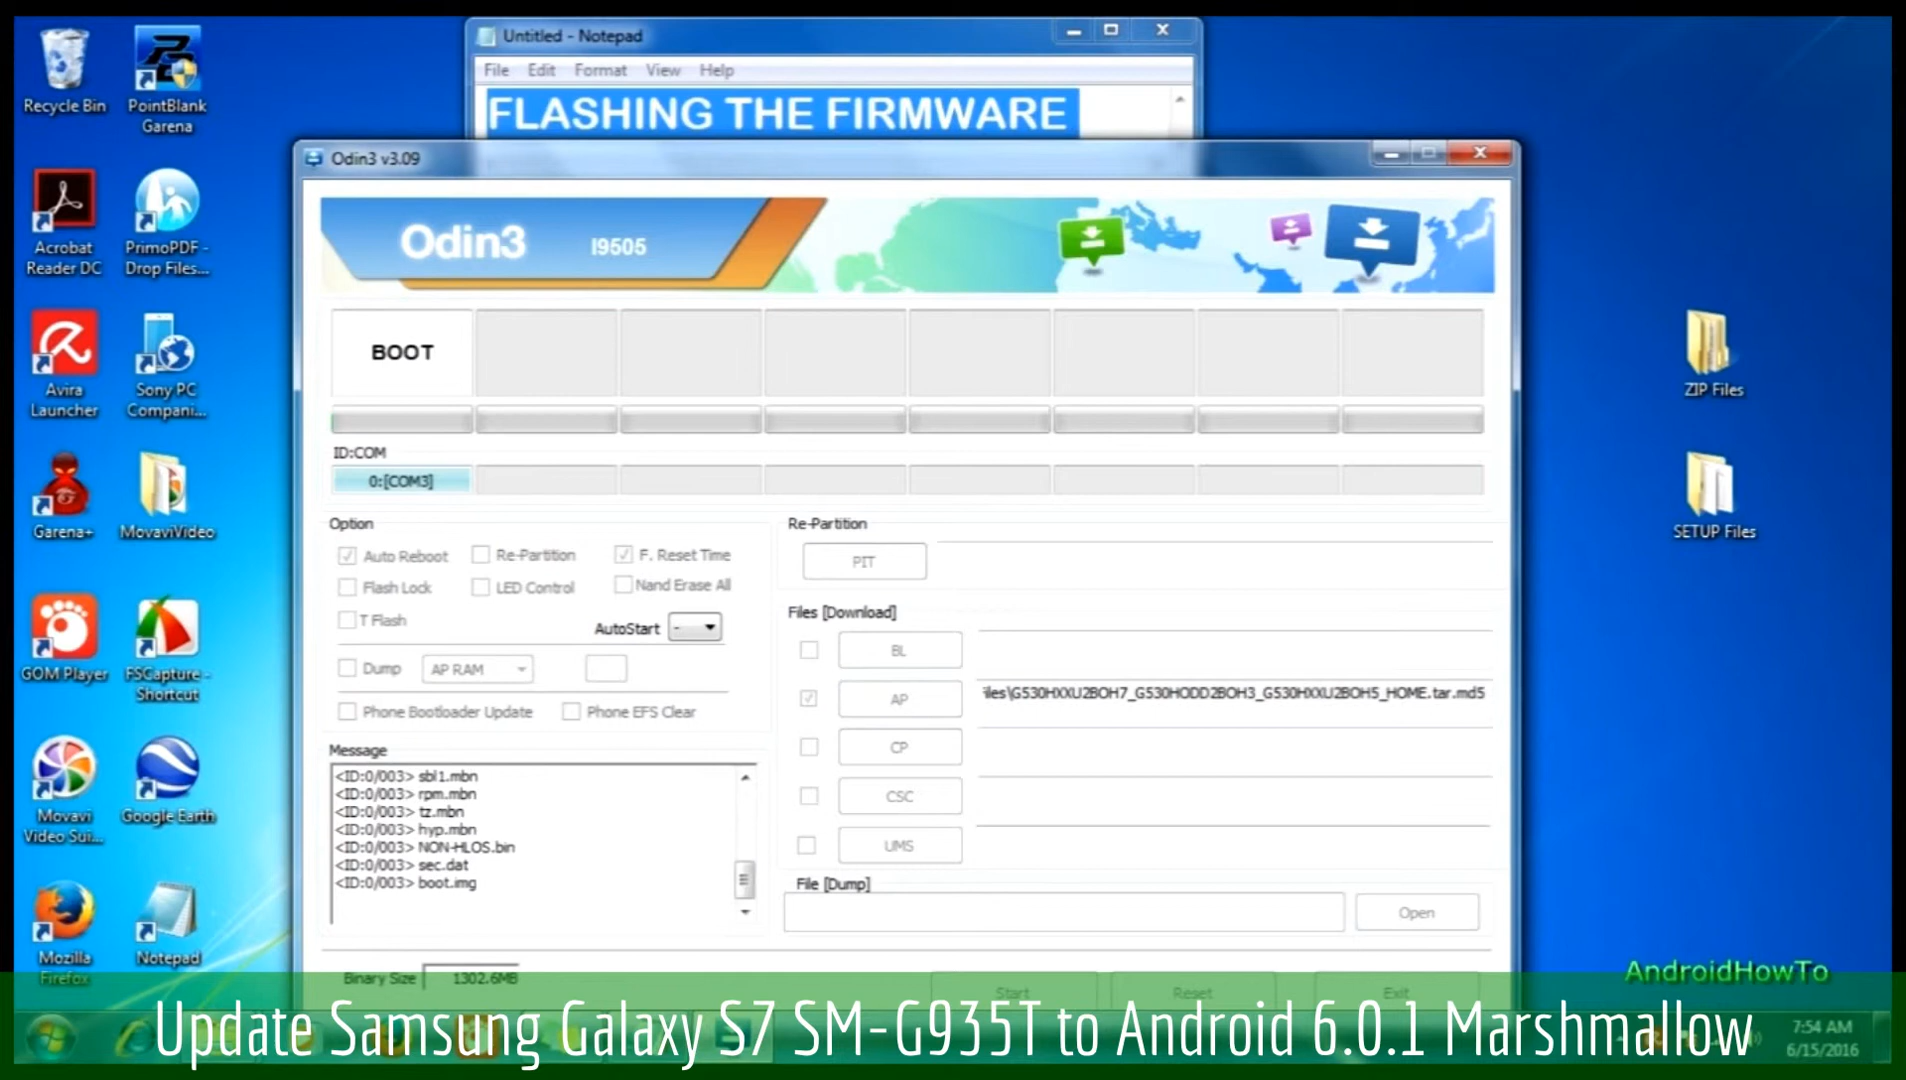 Recycle Bin
PointBlank
Garena
Acrobat
Reader DC
PrimoPDF -
Drop Files...
Avira
Launcher
Sony PC
Compani...
Garena+
MovaviVideo
GOM Player
FSCapture -
Shortcut
Movavi
Video Sui...
Google Earth
Mozilla
Firefox
Notepad
Untitled - Notepad
File Edit Format View Help
FLASHING THE FIRMWARE
Odin3 v3.09
Odin3 I9505
BOOT
ID:COM
0:[COM3]
Option
Auto Reboot Re-Partition F. Reset Time
Flash Lock LED Control Nand Erase All
T Flash
AutoStart -
Dump AP RAM
Phone Bootloader Update Phone EFS Clear
Message
<ID:0/003> sbl1.mbn
<ID:0/003> rpm.mbn
<ID:0/003> tz.mbn
<ID:0/003> hyp.mbn
<ID:0/003> NON-HLOS.bin
<ID:0/003> sec.dat
<ID:0/003> boot.img
Re-Partition
PIT
Files [Download]
BL
AP iles\G530HXXU2BOH7_G530HODD2BOH3_G530HXXU2BOH5_HOME.tar.md5
CP
CSC
UMS
File [Dump]
Open
Binary Size 1302.6MB
Start Reset Exit
ZIP Files
SETUP Files
AndroidHowTo
Update Samsung Galaxy S7 SM-G935T to Android 6.0.1 Marshmallow
7:54 AM
6/15/2016